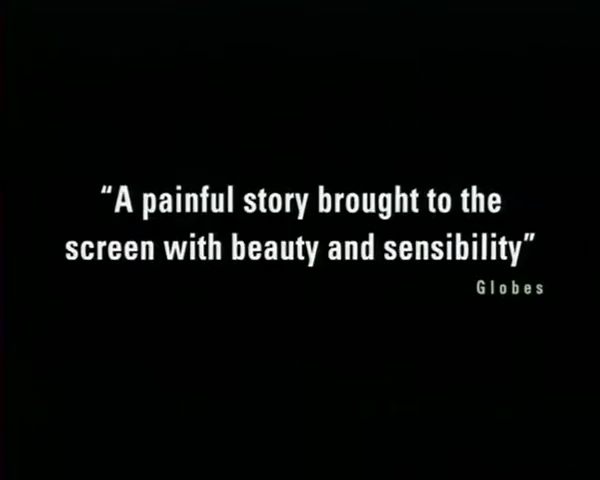 “A painful story brought to the
screen with beauty and sensibility”
Globes